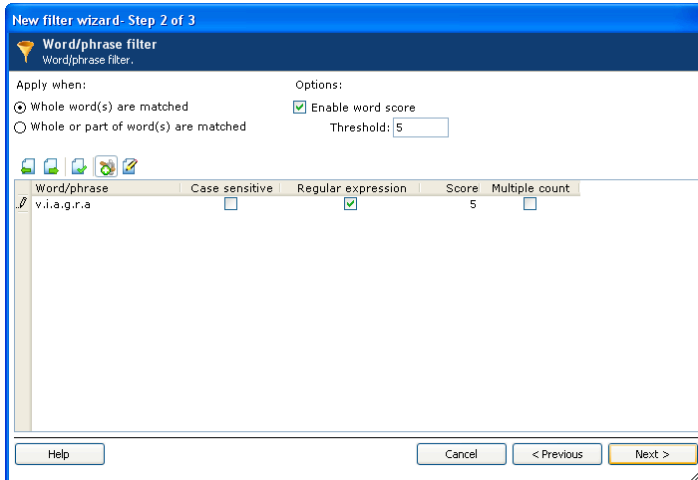 New filter wizard- Step 2 of 3
Word/phrase filter
Word/phrase filter.
Apply when:
Options:
Whole word(s) are matched
Enable word score
Whole or part of word(s) are matched
Threshold: 5
Word/phrase Case sensitive Regular expression Score Multiple count
v.i.a.g.r.a 5
Help Cancel < Previous Next >